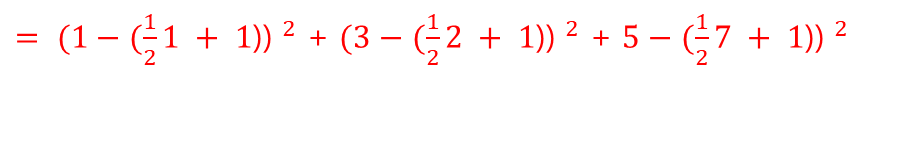 = (1 − (½1 + 1)) ² + (3 − (½2 + 1)) ² + 5 − (½7 + 1)) ²